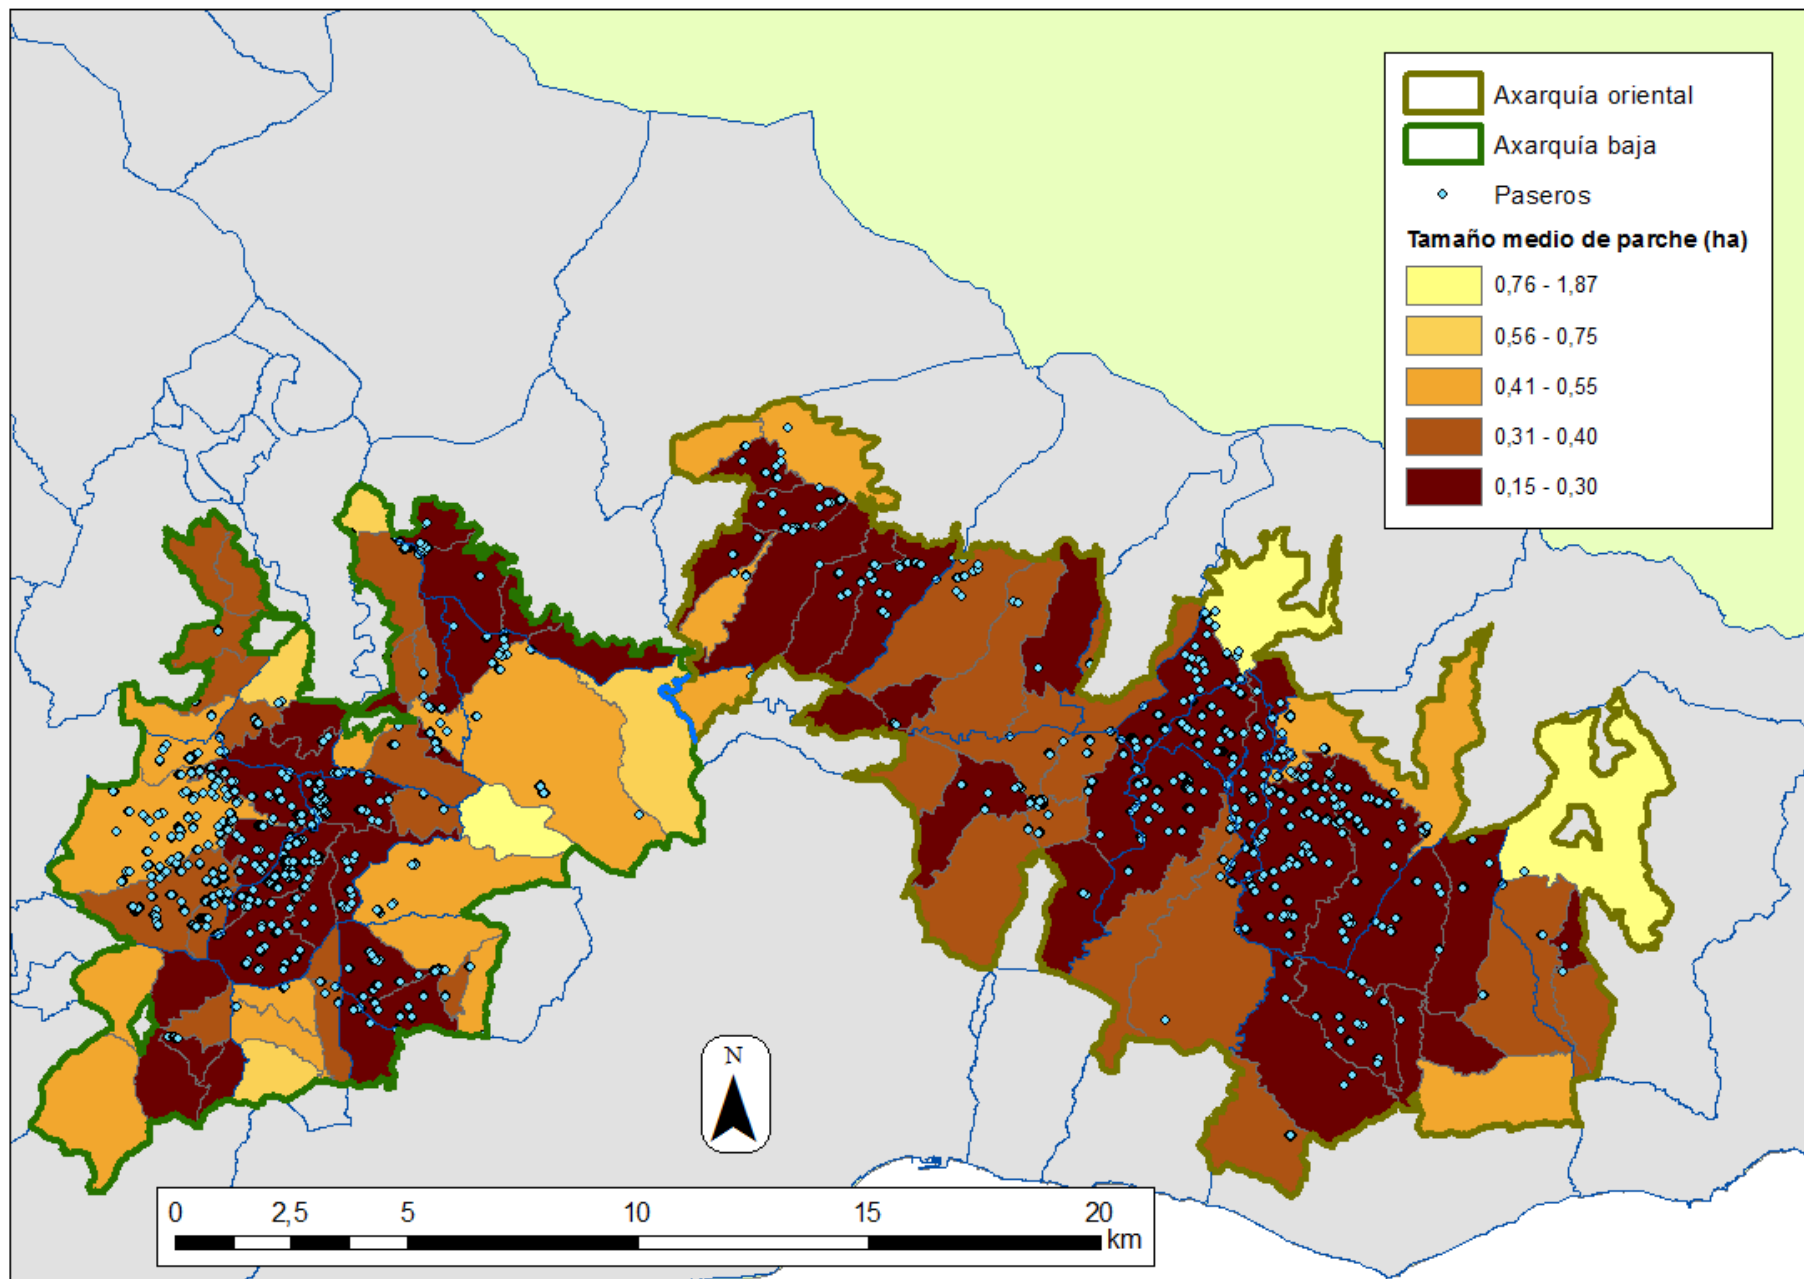 Axarquía oriental
Axarquía baja
Paseros
Tamaño medio de parche (ha)
0,76 - 1,87
0,56 - 0,75
0,41 - 0,55
0,31 - 0,40
0,15 - 0,30
N
0 2,5 5 10 15 20
km